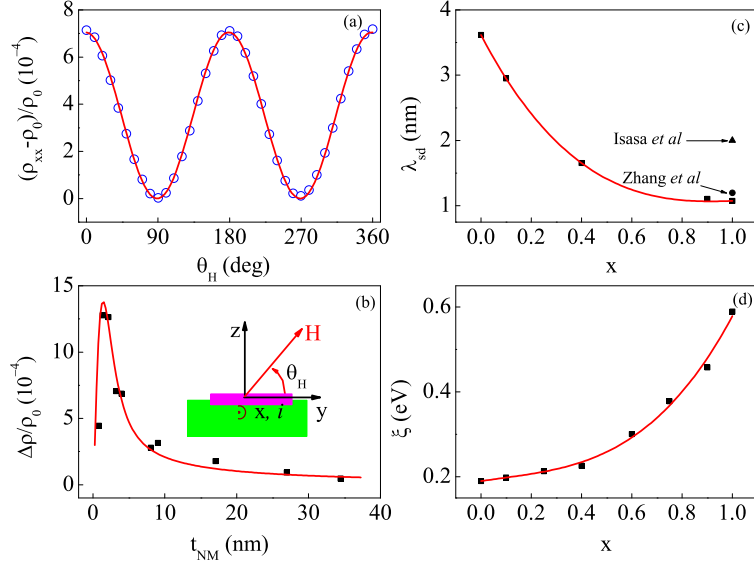 (a)
8
6
4
2
0
(ρxx-ρ0)/ρ0 (10-4)
0 90 180 270 360
θH (deg)
(b)
15
10
5
0
Δρ/ρ0 (10-4)
z
H
θH
y
x, i
0 10 20 30 40
tNM (nm)
(c)
4
3
2
1
λsd (nm)
Isasa et al
Zhang et al
0.0 0.2 0.4 0.6 0.8 1.0
x
(d)
0.6
0.4
0.2
ξ (eV)
0.0 0.2 0.4 0.6 0.8 1.0
x